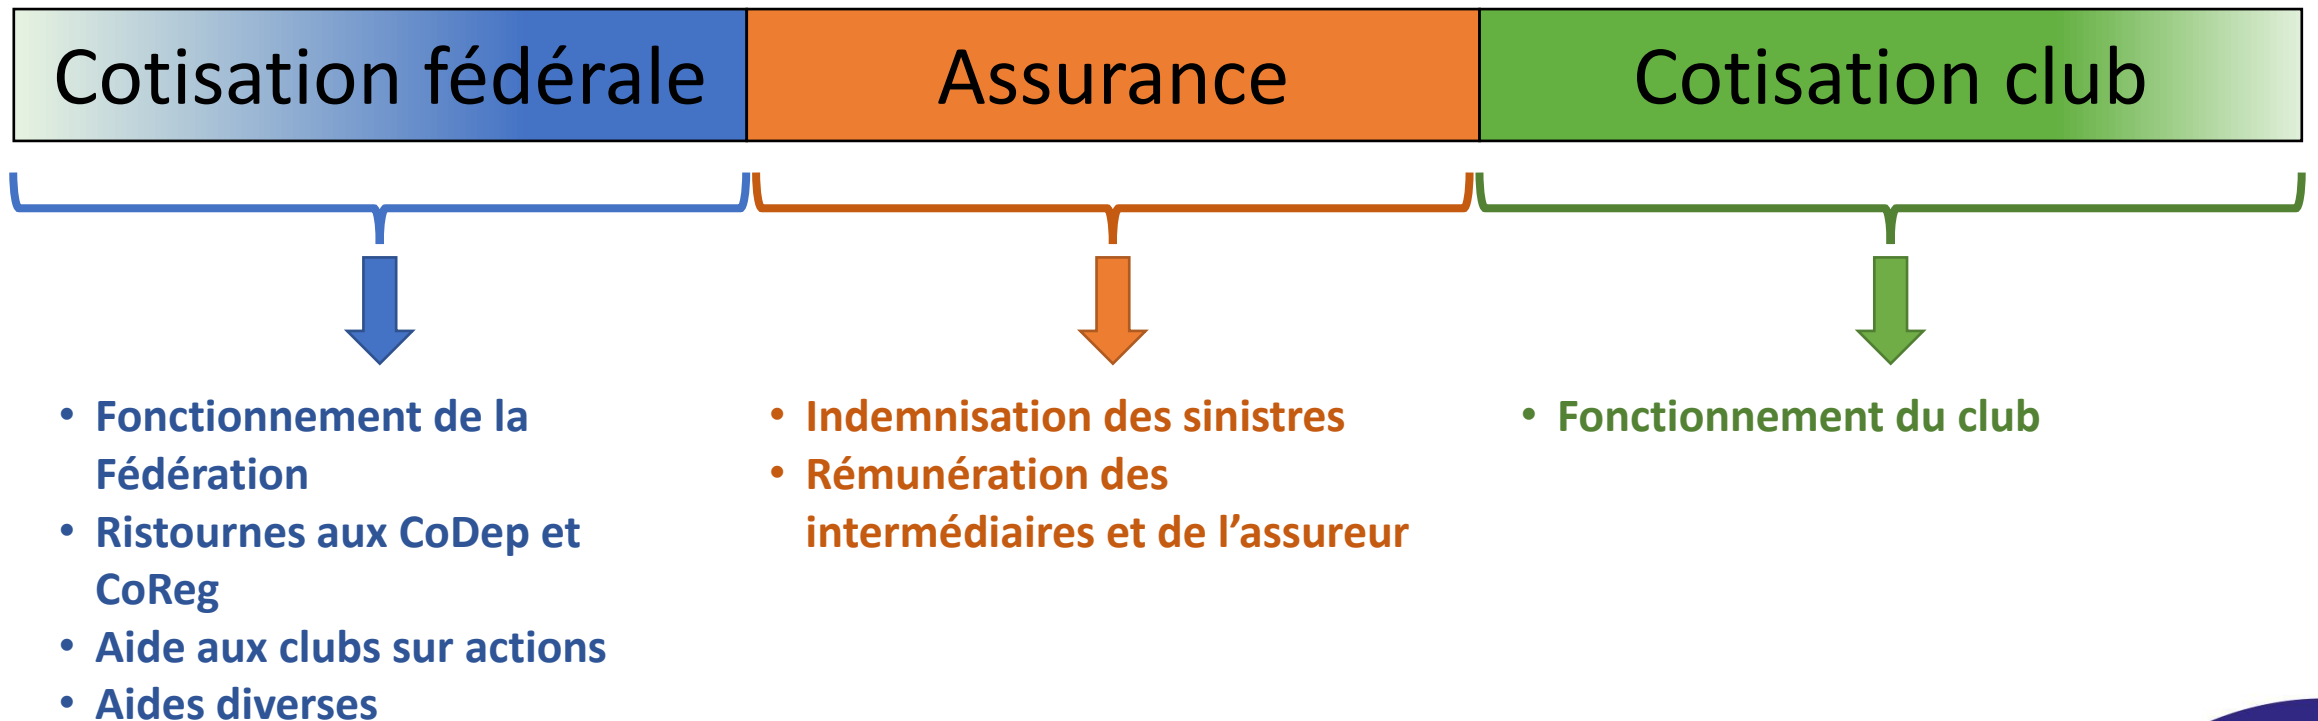 Cotisation fédérale
Assurance
Cotisation club
• Fonctionnement de la
Fédération
• Ristournes aux CoDep et
CoReg
• Aide aux clubs sur actions
• Aides diverses
• Indemnisation des sinistres
• Rémunération des
intermédiaires et de l’assureur
• Fonctionnement du club